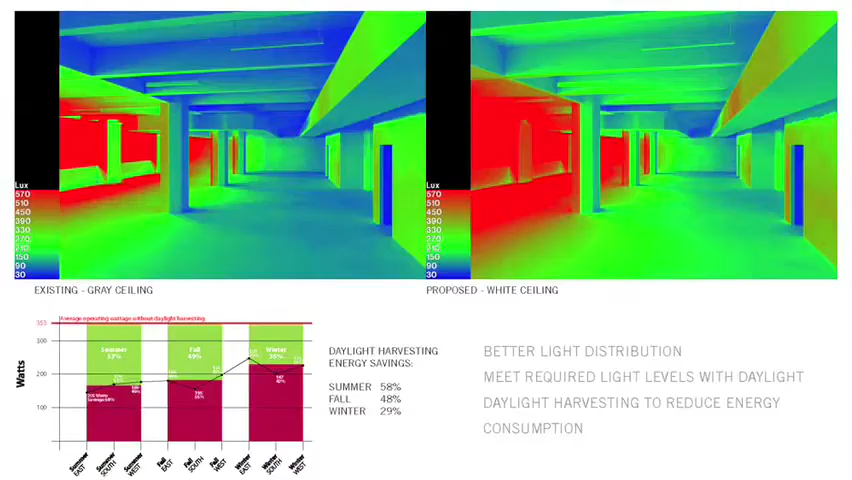 Lux
570
510
450
390
330
270
210
150
90
30
Lux
570
510
450
390
330
270
210
150
90
30
EXISTING - GRAY CEILING
PROPOSED - WHITE CEILING
Average operating wattage without daylight harvesting
353
300
200
100
Watts
Summer
Fall
49%
Winter
Summer EAST
Summer SOUTH
Summer WEST
Fall EAST
Fall SOUTH
Fall WEST
Winter EAST
Winter SOUTH
Winter WEST
DAYLIGHT HARVESTING
ENERGY SAVINGS:
SUMMER 58%
FALL 48%
WINTER 29%
BETTER LIGHT DISTRIBUTION
MEET REQUIRED LIGHT LEVELS WITH DAYLIGHT
DAYLIGHT HARVESTING TO REDUCE ENERGY
CONSUMPTION